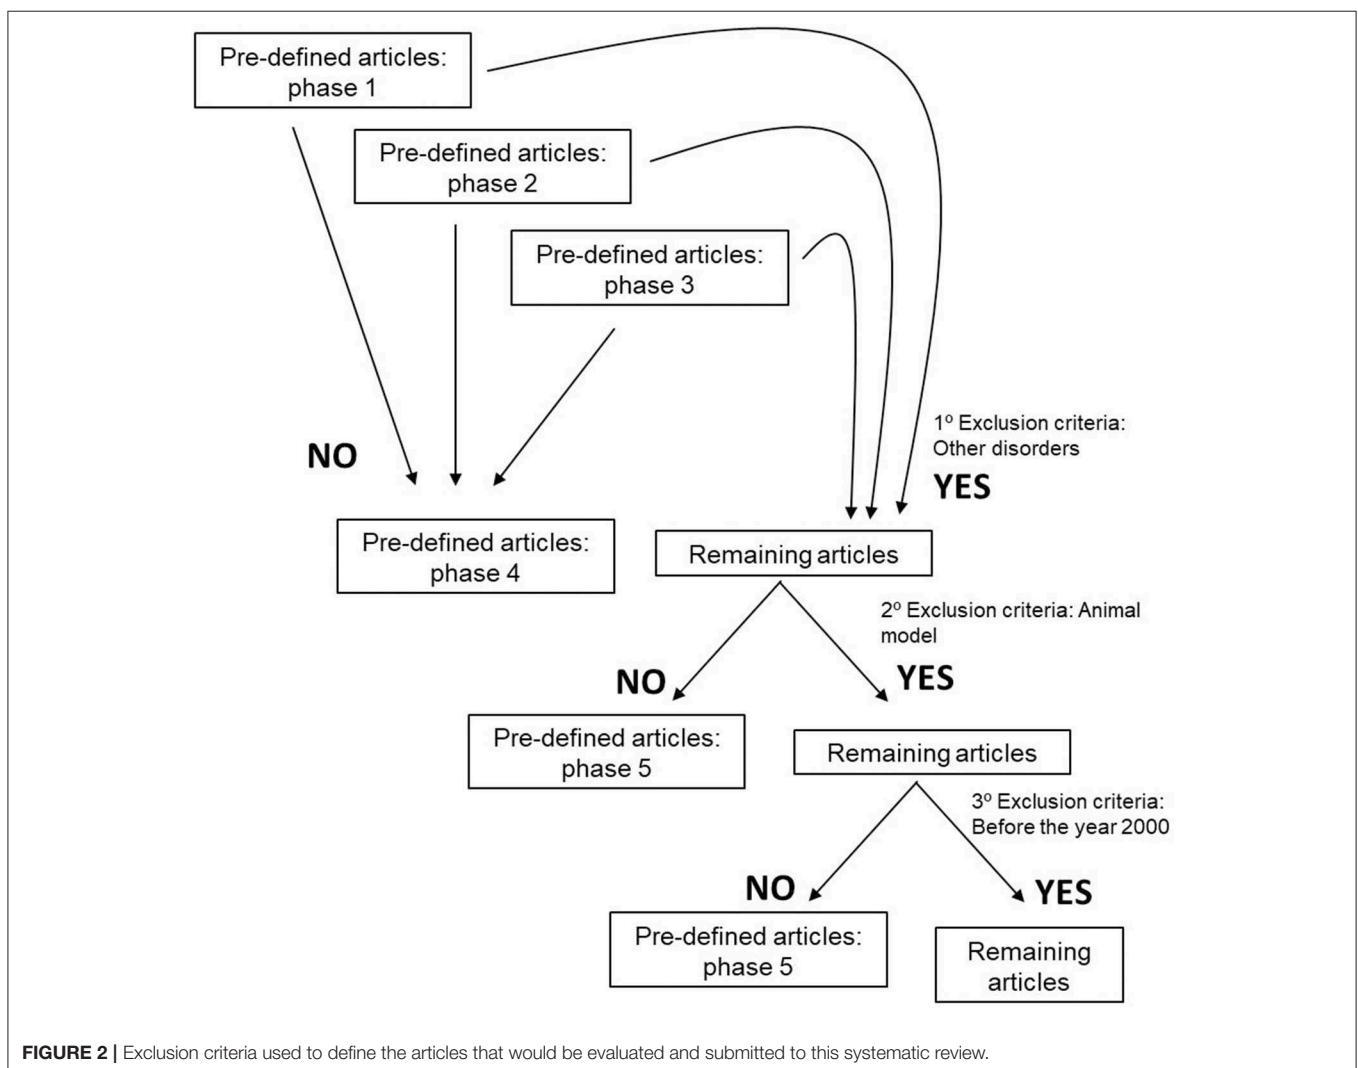 Pre-defined articles:
phase 1
Pre-defined articles:
phase 2
Pre-defined articles:
phase 3
1º Exclusion criteria:
Other disorders
NO
YES
Pre-defined articles:
phase 4
Remaining articles
2º Exclusion criteria: Animal
model
NO
YES
Pre-defined articles:
phase 5
Remaining articles
3º Exclusion criteria:
Before the year 2000
NO
YES
Pre-defined articles:
phase 5
Remaining
articles
FIGURE 2 | Exclusion criteria used to define the articles that would be evaluated and submitted to this systematic review.